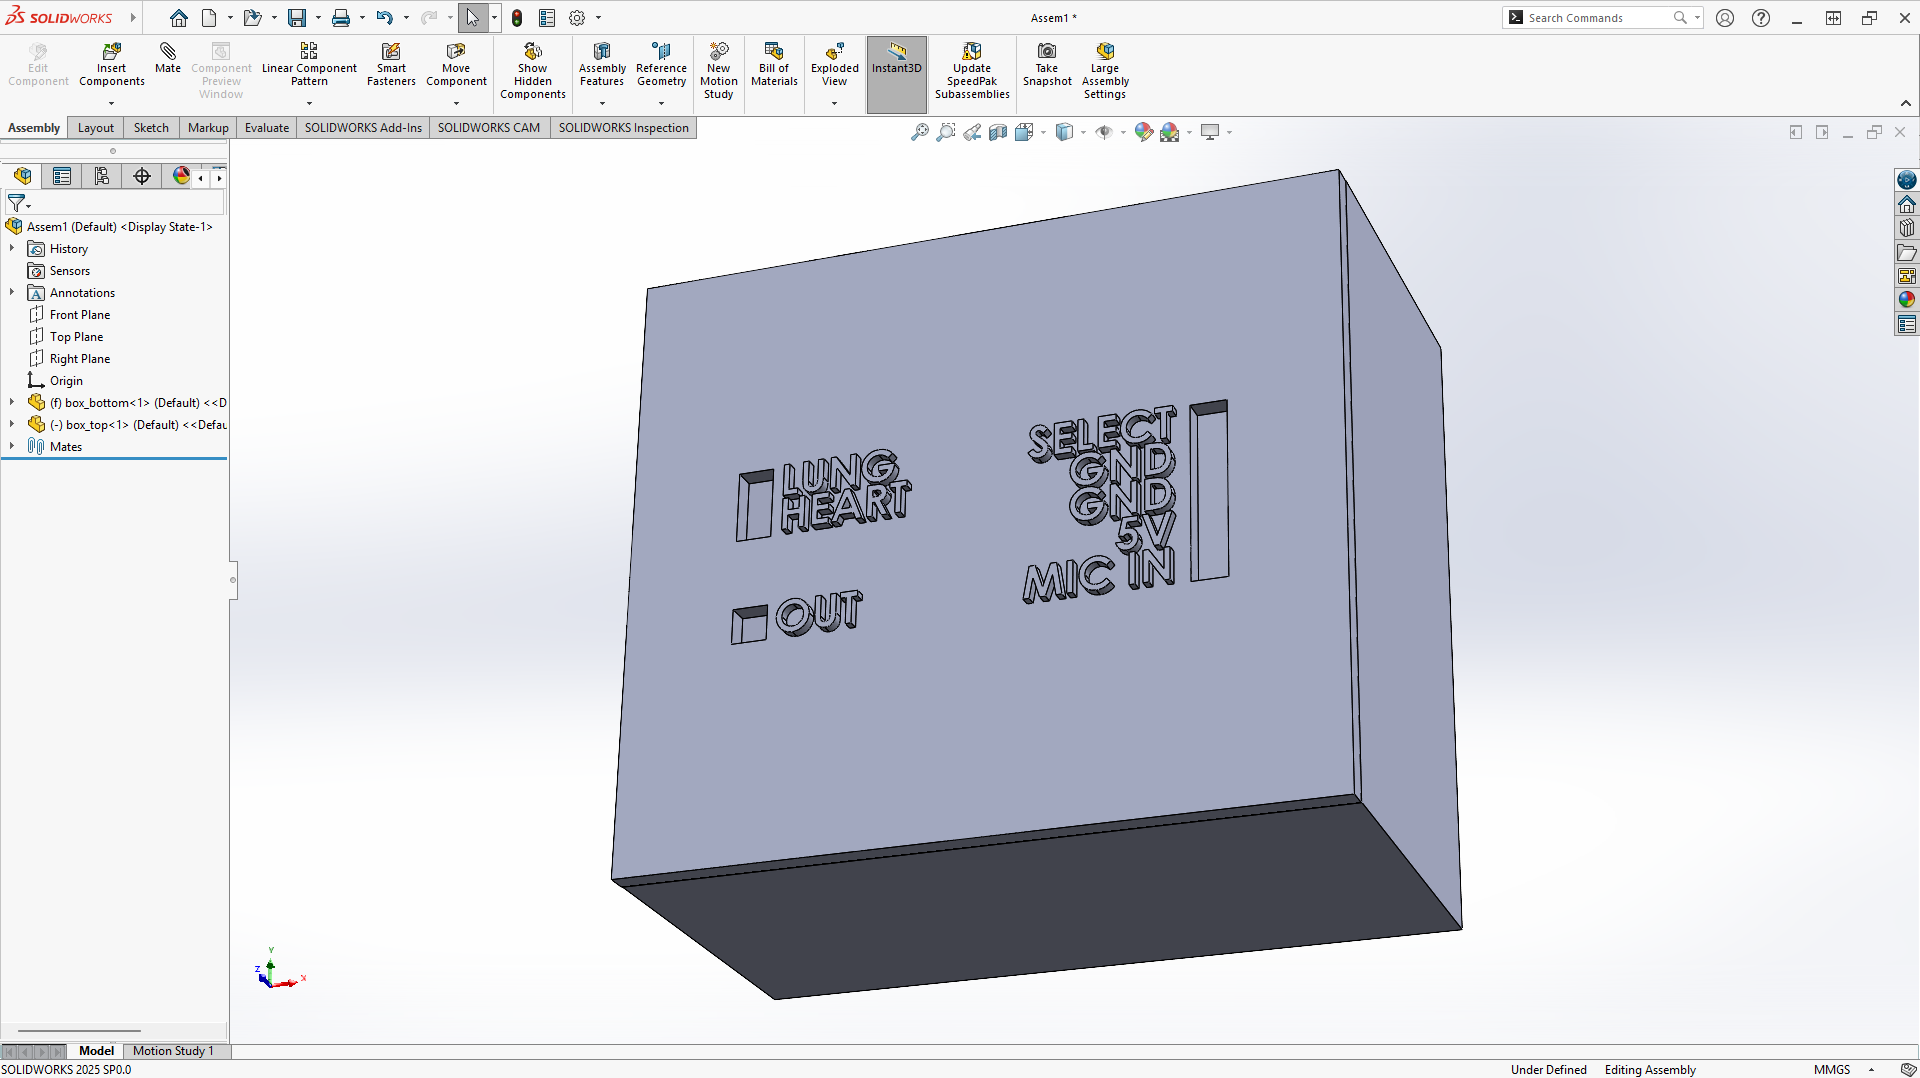 SOLIDWORKS
Assem1 *
Search Commands
Edit Component
Insert Components
Mate
Component Preview Window
Linear Component Pattern
Smart Fasteners
Move Component
Show Hidden Components
Assembly Features
Reference Geometry
New Motion Study
Bill of Materials
Exploded View
Instant3D
Update SpeedPak Subassemblies
Take Snapshot
Large Assembly Settings
Assembly
Layout
Sketch
Markup
Evaluate
SOLIDWORKS Add-Ins
SOLIDWORKS CAM
SOLIDWORKS Inspection
Assem1 (Default) <Display State-1>
History
Sensors
Annotations
Front Plane
Top Plane
Right Plane
Origin
(f) box_bottom<1> (Default) <<D
(-) box_top<1> (Default) <<Defau
Mates
LUNG
HEART
OUT
SELECT
GND
GND
5V
MIC IN
Y
Z
X
Model
Motion Study 1
SOLIDWORKS 2025 SP0.0
Under Defined
Editing Assembly
MMGS